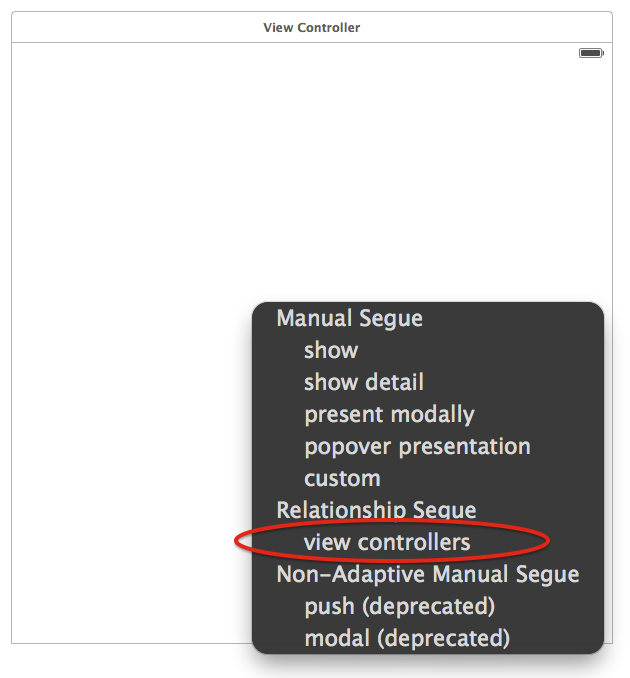 View Controller
Manual Segue
show
show detail
present modally
popover presentation
custom
Relationship Segue
view controllers
Non-Adaptive Manual Segue
push (deprecated)
modal (deprecated)